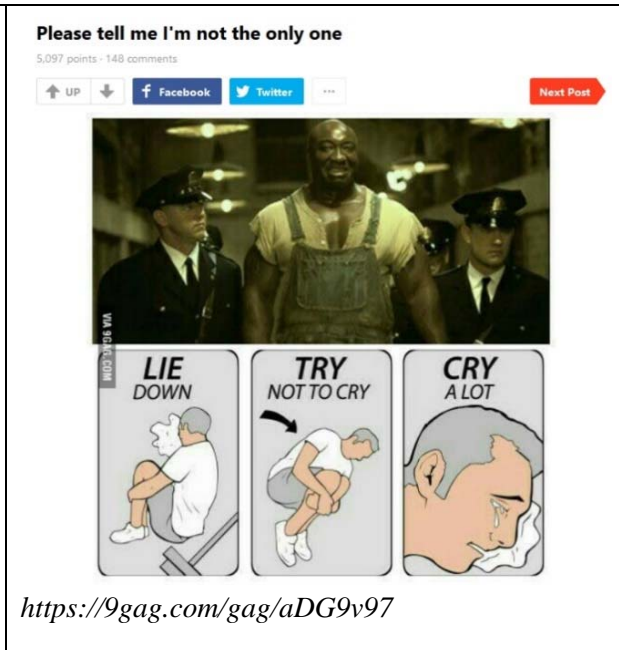 Please tell me I'm not the only one
5,097 points · 148 comments
UP Facebook Twitter ... Next Post
VIA 9GAG.COM
LIE
DOWN
TRY
NOT TO CRY
CRY
A LOT
https://9gag.com/gag/aDG9v97